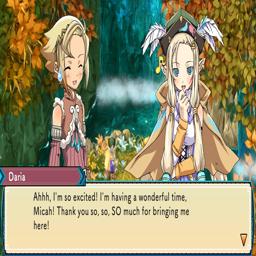 Daria
Ahhh, I'm so excited! I'm having a wonderful time,
Micah! Thank you so, so, SO much for bringing me
here!